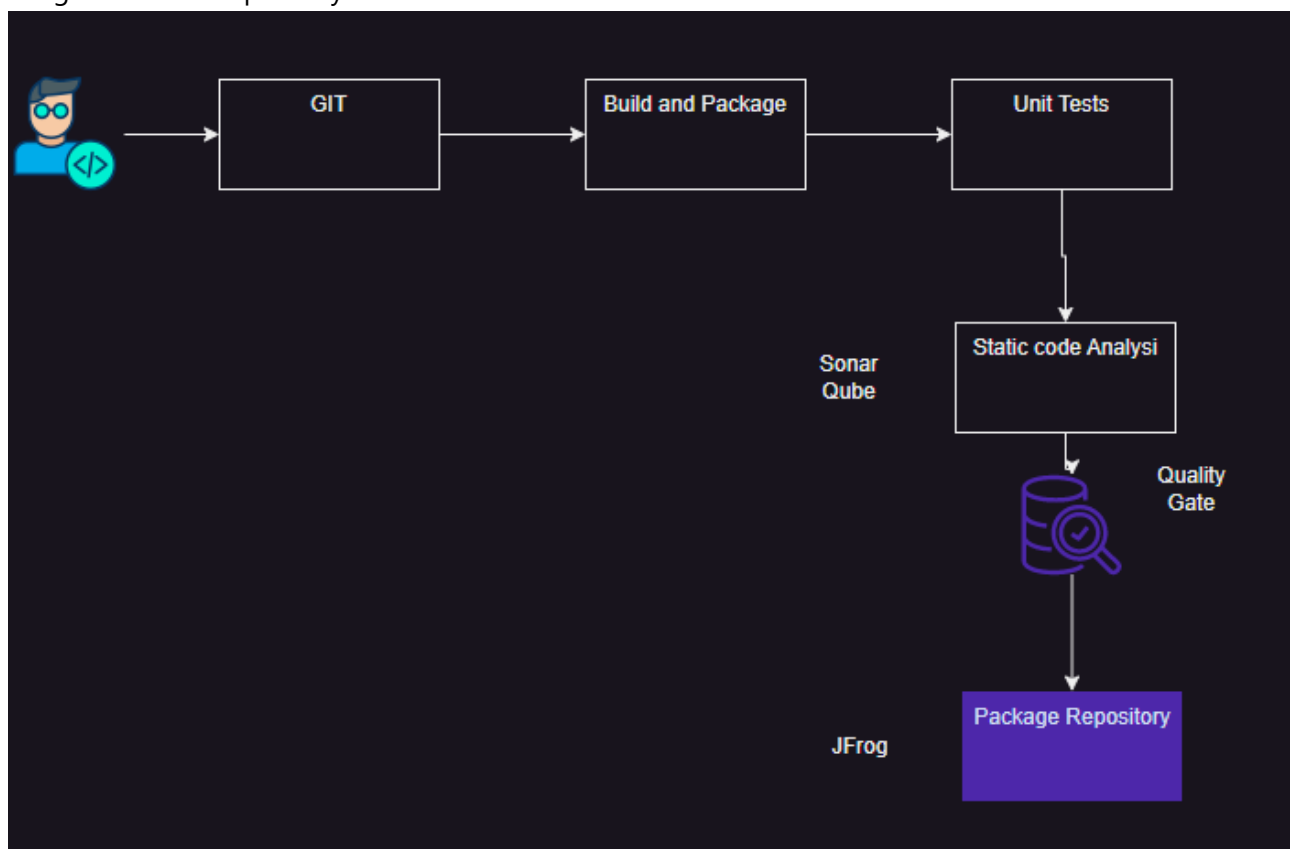 GIT
Build and Package
Unit Tests
</>
Static code Analysi
Sonar
Qube
Quality
Gate
Package Repository
JFrog